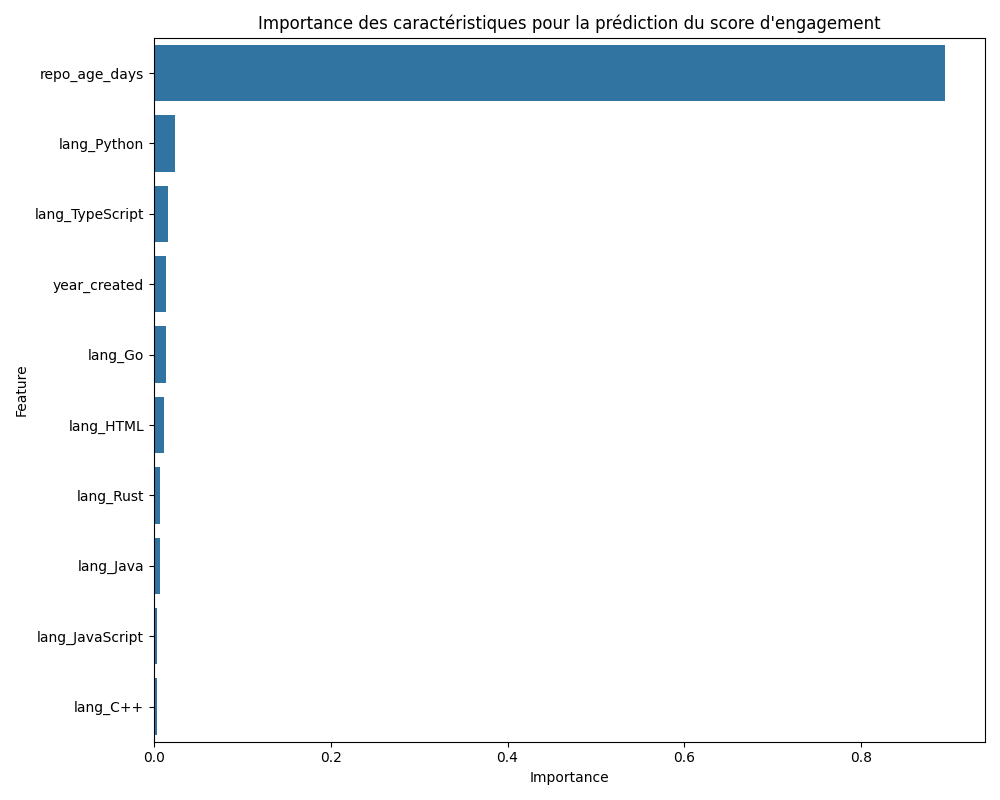 Importance des caractéristiques pour la prédiction du score d'engagement
repo_age_days
lang_Python
lang_TypeScript
year_created
lang_Go
lang_HTML
lang_Rust
lang_Java
lang_JavaScript
lang_C++
Feature
0.0 0.2 0.4 0.6 0.8
Importance